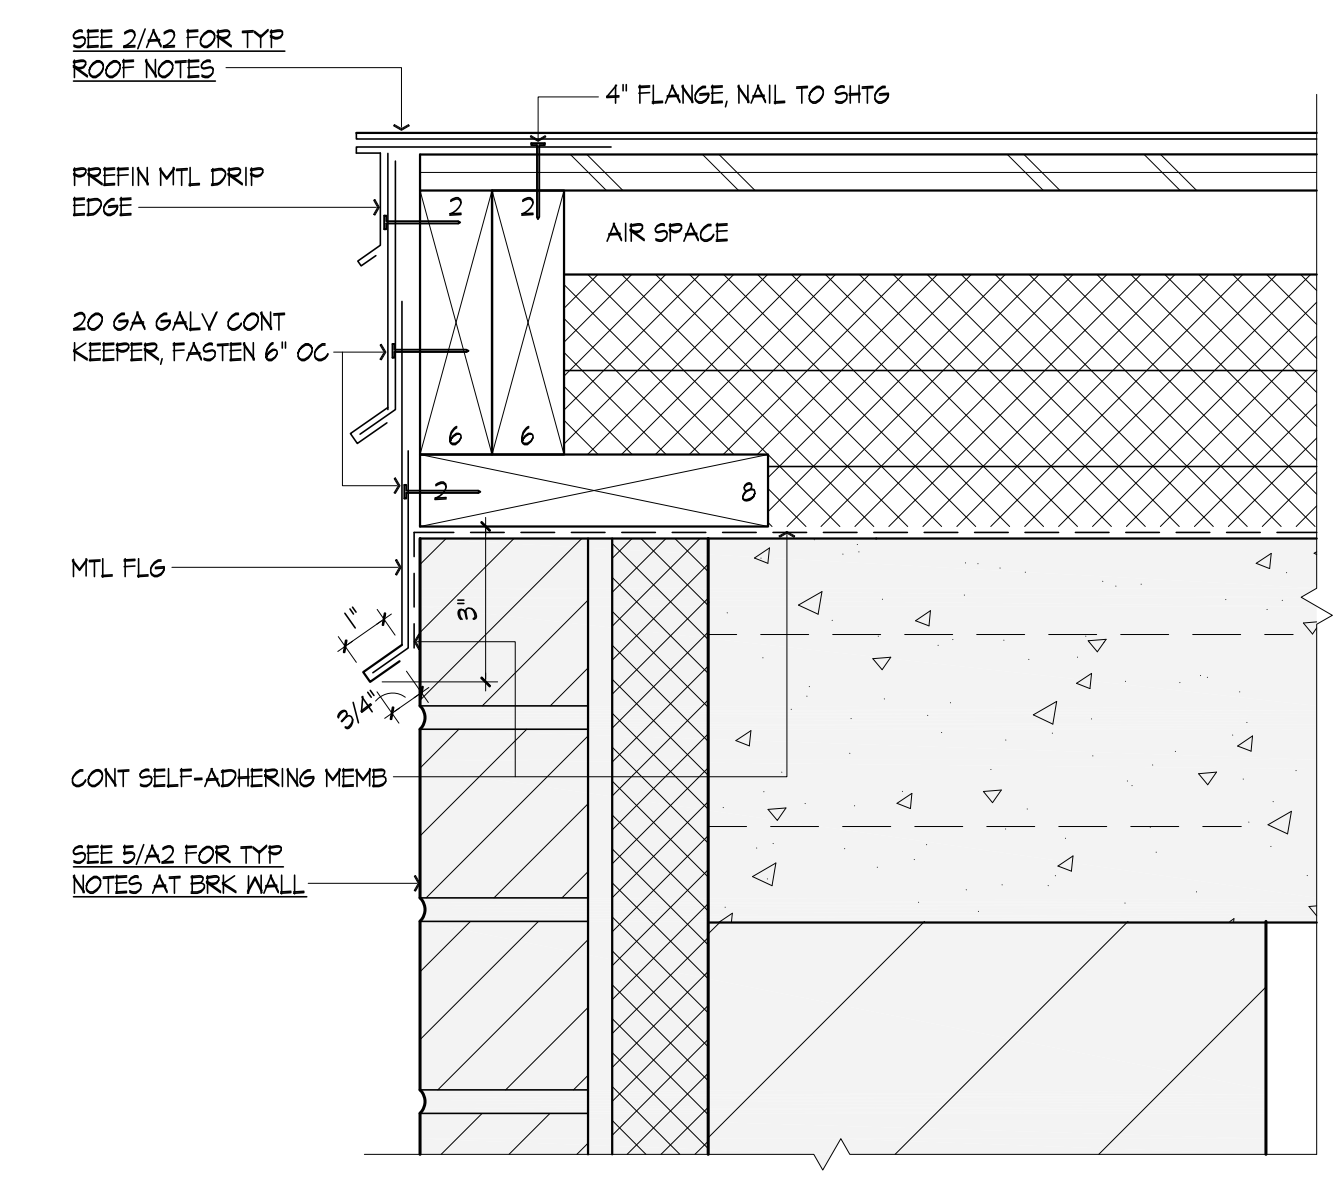 SEE 2/A2 FOR TYP
ROOF NOTES
4" FLANGE, NAIL TO SHTG
PREFIN MTL DRIP
EDGE
2 2
AIR SPACE
20 GA GALV CONT
KEEPER, FASTEN 6" OC
6 6
2 8
MTL FLG
1"
3"
3/4"
CONT SELF-ADHERING MEMB
SEE 5/A2 FOR TYP
NOTES AT BRK WALL